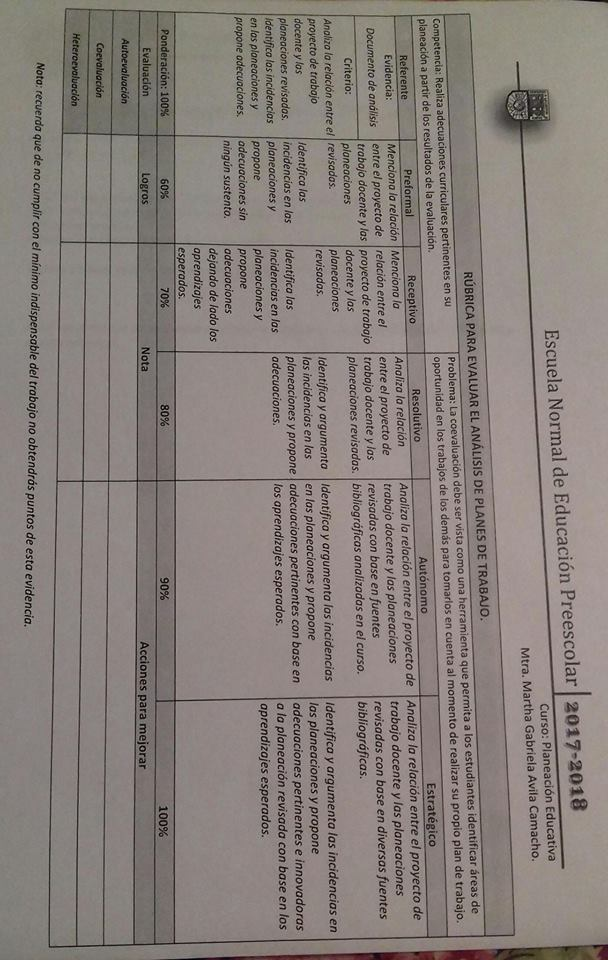 Escuela Normal de Educación Preescolar | 2017-2018
Curso: Planeación Educativa
Mtra. Martha Gabriela Avila Camacho.
RÚBRICA PARA EVALUAR EL ANÁLISIS DE PLANES DE TRABAJO.
Competencia: Realiza adecuaciones curriculares pertinentes en su
planeación a partir de los resultados de la evaluación.
Problema: La coevaluación debe ser vista como una herramienta que permita a los estudiantes identificar áreas de
oportunidad en los trabajos de los demás para tomarlos en cuenta al momento de realizar su propio plan de trabajo.
Referente
Preformal
Receptivo
Resolutivo
Autónomo
Estratégico
Evidencia:
Documento de análisis
Criterio:
Analiza la relación entre el
proyecto de trabajo
docente y las
planeaciones revisadas.
Identifica las incidencias
en las planeaciones y
propone adecuaciones.
Menciona la relación
entre el proyecto de
trabajo docente y las
planeaciones
revisadas.
Identifica las
incidencias en las
planeaciones y
propone
adecuaciones sin
ningún sustento.
Menciona la
relación entre el
proyecto de trabajo
docente y las
planeaciones
revisadas.
Identifica las
incidencias en las
planeaciones y
propone
adecuaciones
dejando de lado los
aprendizajes
esperados.
Analiza la relación
entre el proyecto de
trabajo docente y las
planeaciones revisadas.
Identifica y argumenta
las incidencias en las
planeaciones y propone
adecuaciones.
Analiza la relación entre el proyecto de
trabajo docente y las planeaciones
revisadas con base en fuentes
bibliográficas analizadas en el curso.
Identifica y argumenta las incidencias
en las planeaciones y propone
adecuaciones pertinentes con base en
los aprendizajes esperados.
Analiza la relación entre el proyecto de
trabajo docente y las planeaciones
revisadas con base en diversas fuentes
bibliográficas.
Identifica y argumenta las incidencias en
las planeaciones y propone
adecuaciones pertinentes e innovadoras
a la planeación revisada con base en los
aprendizajes esperados.
Ponderación: 100%
60%
70%
80%
90%
100%
Evaluación
Logros
Nota
Acciones para mejorar
Autoevaluación
Coevaluación
Heteroevaluación
Nota: recuerda que de no cumplir con el mínimo indispensable del trabajo no obtendrás puntos de esta evidencia.